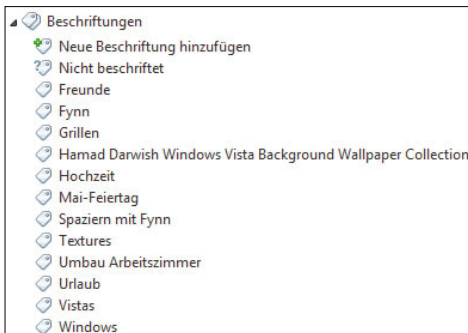 Beschriftungen
Neue Beschriftung hinzufügen
Nicht beschriftet
Freunde
Fynn
Grillen
Hamad Darwish Windows Vista Background Wallpaper Collection
Hochzeit
Mai-Feiertag
Spaziern mit Fynn
Textures
Umbau Arbeitszimmer
Urlaub
Vistas
Windows